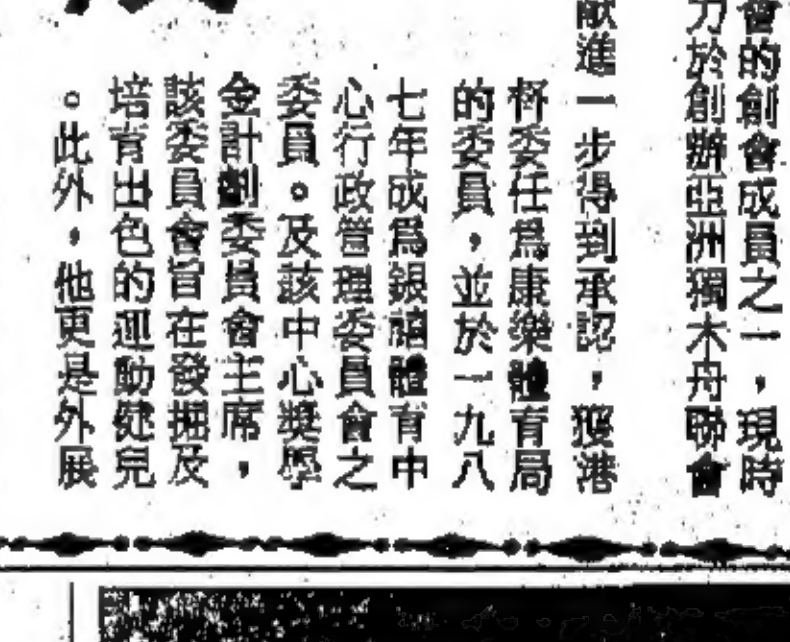 會的創會成員之一，現時
力於創辦亞洲獨木舟聯會
獻進一步得到承認，獲港
督委任爲康樂體育局
的委員，並於一九八
七年成爲銀禧體育中
心行政管理委員會之
委員。及該中心獎學
金計劃委員會主席，
該委員會旨在發掘及
培育出色的運動健兒
。此外，他更是外展